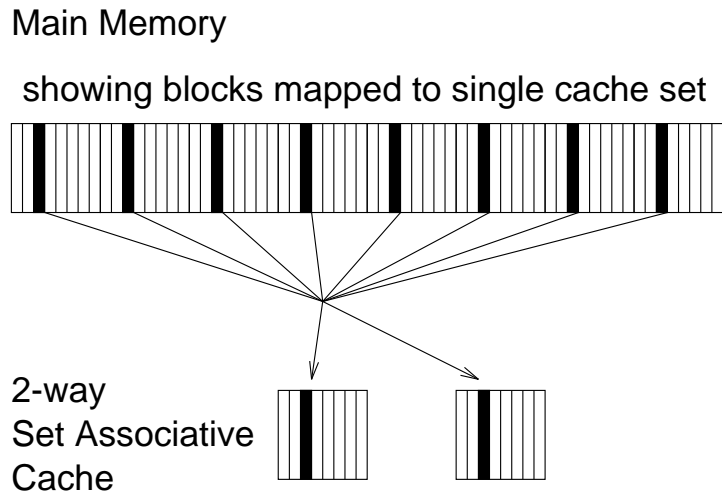 Main Memory
showing blocks mapped to single cache set
2-way
Set Associative
Cache